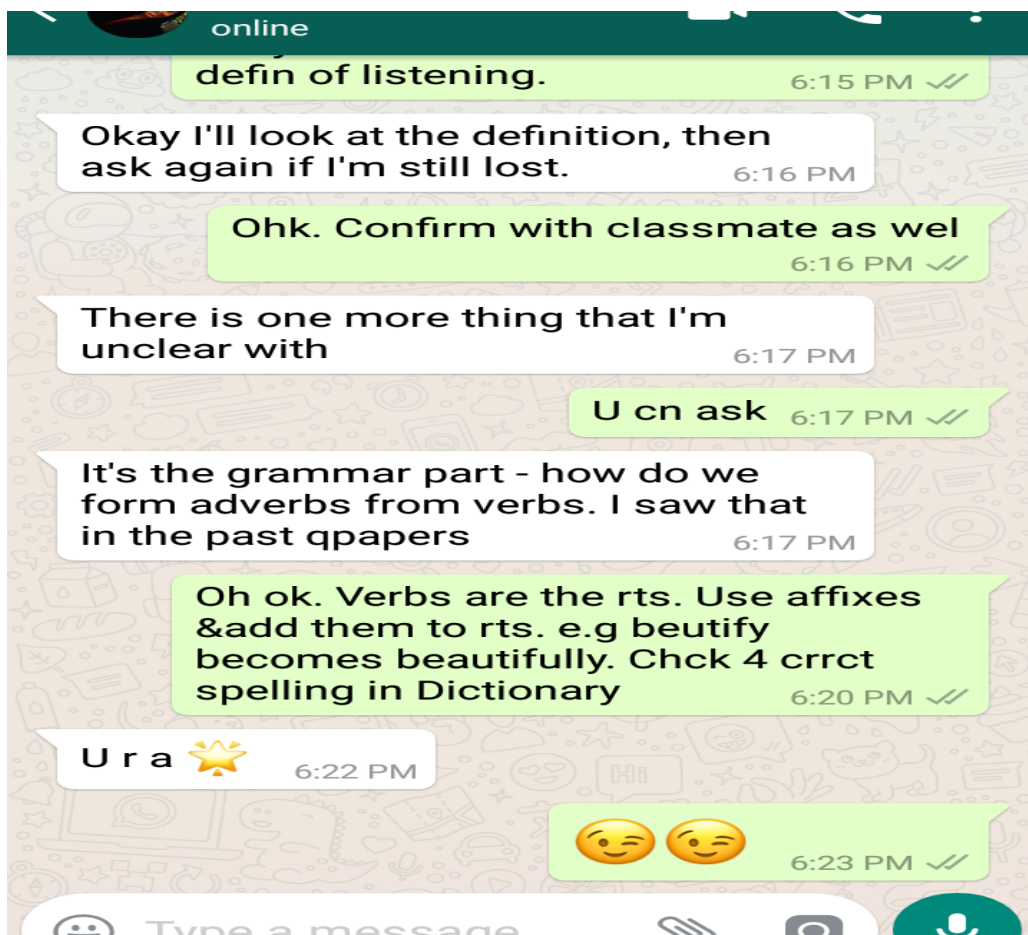 online
defin of listening.
6:15 PM
Okay I'll look at the definition, then
ask again if I'm still lost.
6:16 PM
Ohk. Confirm with classmate as wel
6:16 PM
There is one more thing that I'm
unclear with
6:17 PM
U cn ask
6:17 PM
It's the grammar part - how do we
form adverbs from verbs. I saw that
in the past qpapers
6:17 PM
Oh ok. Verbs are the rts. Use affixes
&add them to rts. e.g beutify
becomes beautifully. Chck 4 crrct
spelling in Dictionary
6:20 PM
U r a 🌟
6:22 PM
😉😉
6:23 PM
Type a message